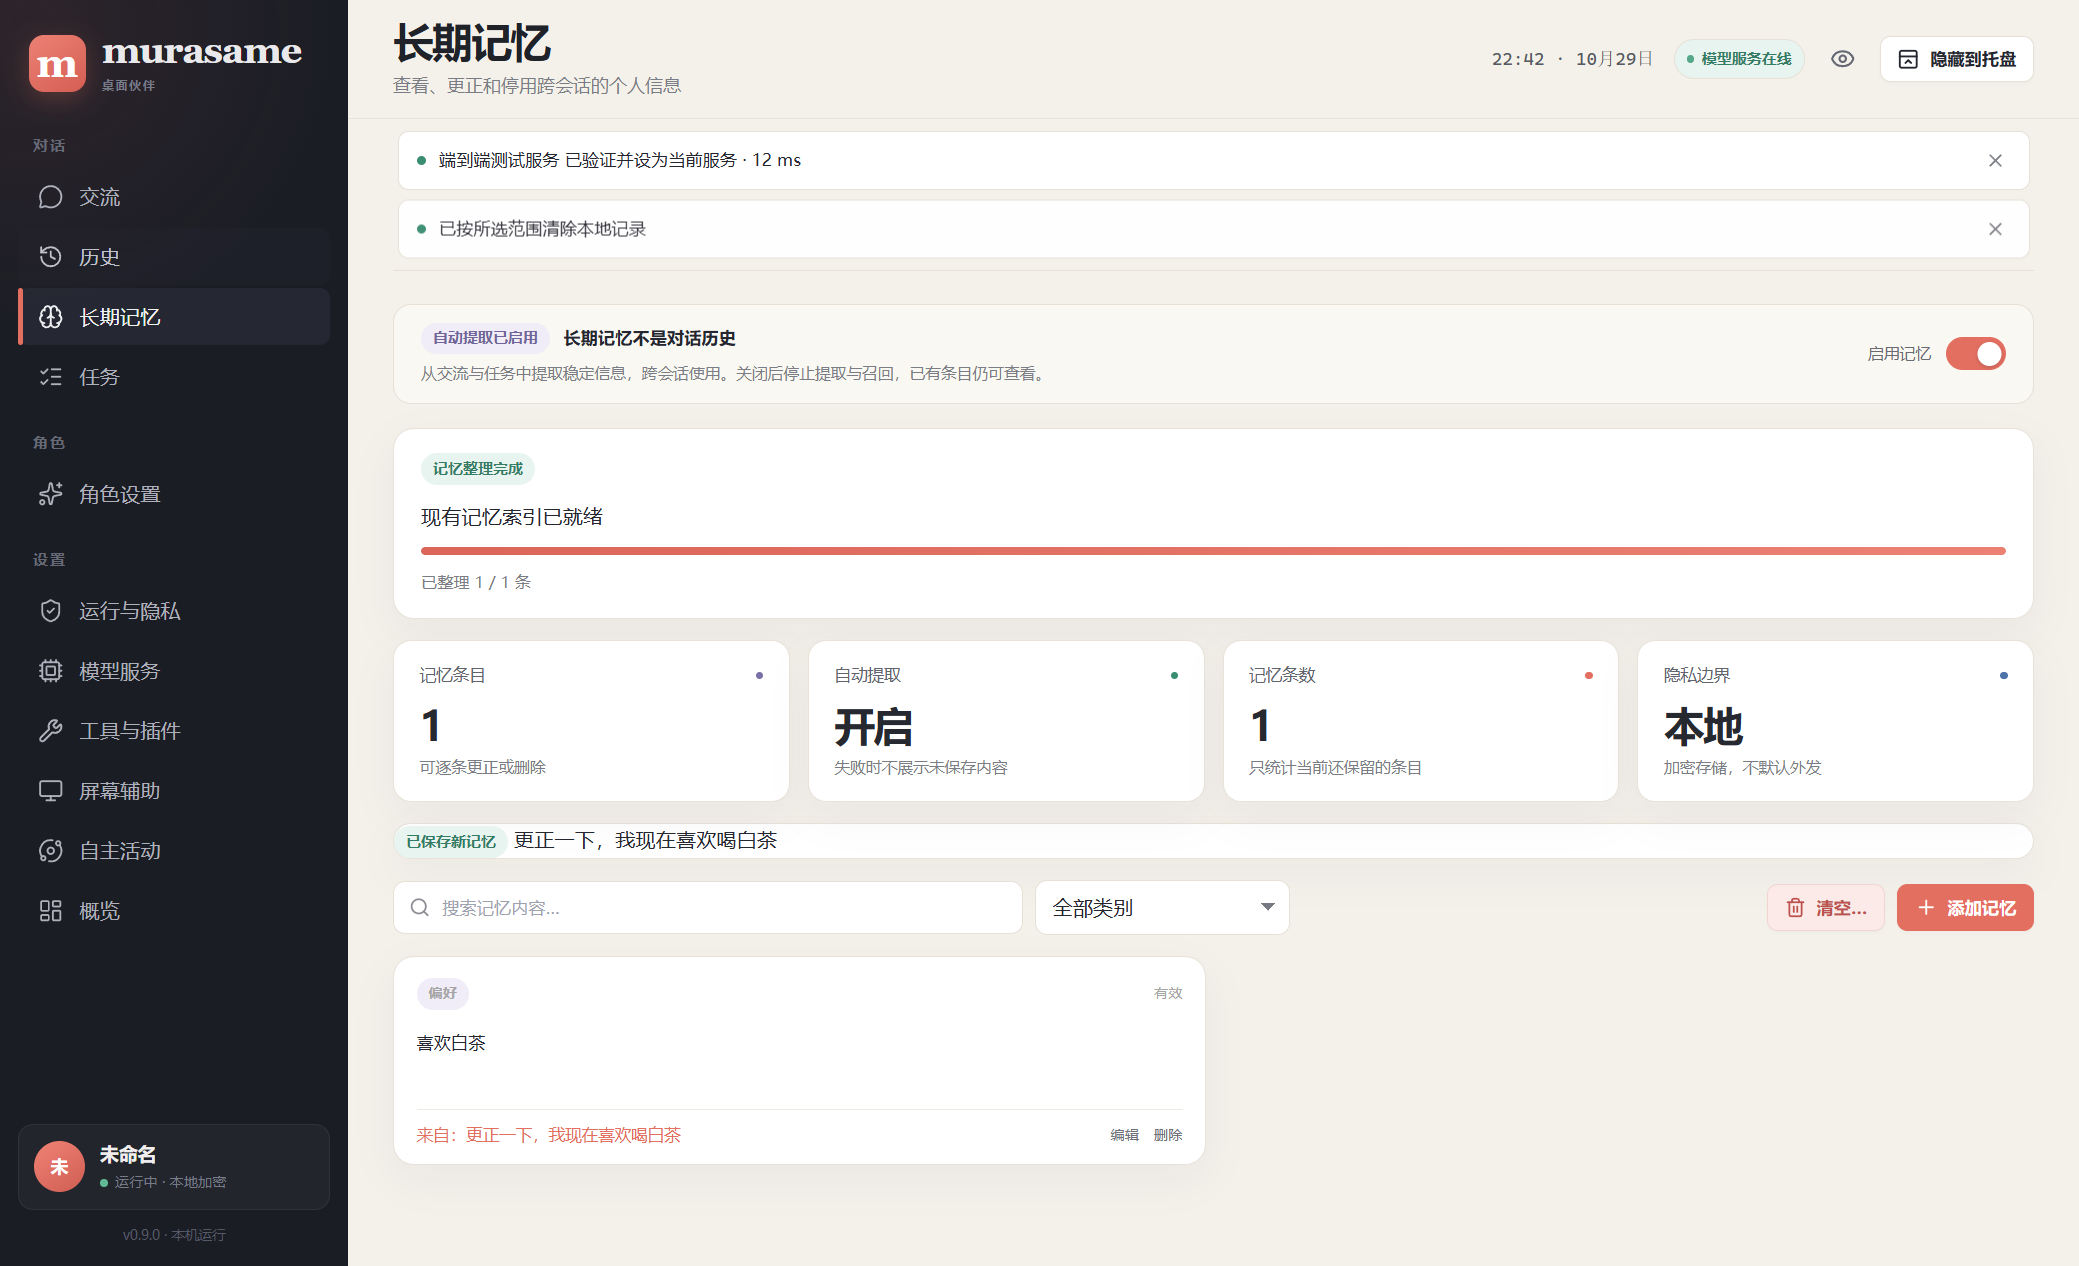 m murasame
桌面伙伴
对话
交流
历史
长期记忆
任务
角色
角色设置
设置
运行与隐私
模型服务
工具与插件
屏幕辅助
自主活动
概览
未 未命名
运行中 · 本地加密
v0.9.0 · 本机运行
长期记忆
查看、更正和停用跨会话的个人信息
22:42 · 10月29日
模型服务在线
隐藏到托盘
端到端测试服务 已验证并设为当前服务 · 12 ms
已按所选范围清除本地记录
自动提取已启用 长期记忆不是对话历史
从交流与任务中提取稳定信息，跨会话使用。关闭后停止提取与召回，已有条目仍可查看。
启用记忆
记忆整理完成
现有记忆索引已就绪
已整理 1 / 1 条
记忆条目
1
可逐条更正或删除
自动提取
开启
失败时不展示未保存内容
记忆条数
1
只统计当前还保留的条目
隐私边界
本地
加密存储，不默认外发
已保存新记忆 更正一下，我现在喜欢喝白茶
搜索记忆内容...
全部类别
清空...
添加记忆
偏好
有效
喜欢白茶
来自：更正一下，我现在喜欢喝白茶
编辑 删除